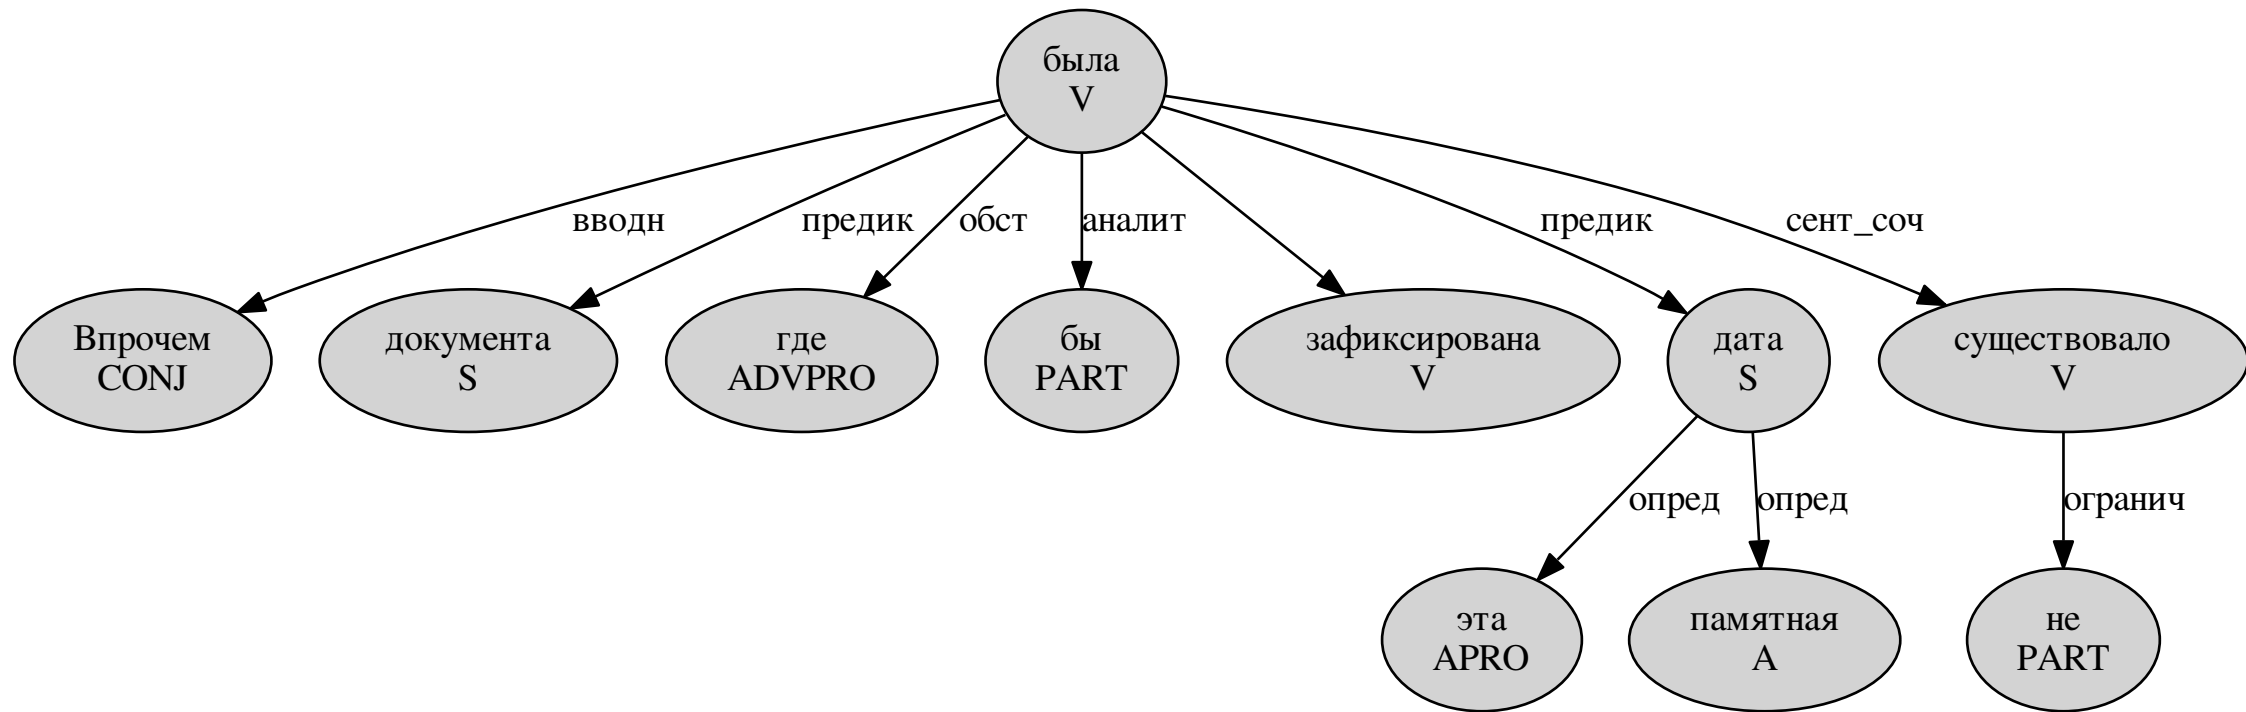 была
V
вводн
предик
обст
аналит
предик
сент_соч
Впрочем
CONJ
документа
S
где
ADVPRO
бы
PART
зафиксирована
V
дата
S
существовало
V
опред
опред
огранич
эта
APRO
памятная
A
не
PART